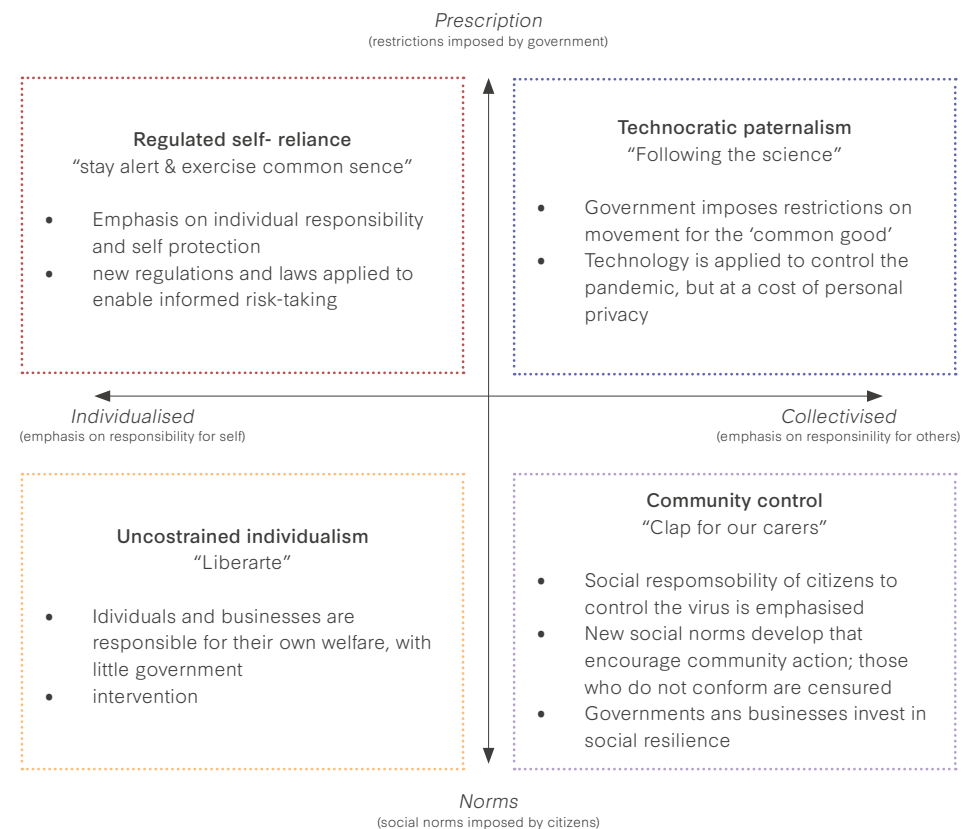 Prescription
(restrictions imposed by government)
Regulated self- reliance
“stay alert & exercise common sence”
• Emphasis on individual responsibility
and self protection
• new regulations and laws applied to
enable informed risk-taking
Technocratic paternalism
“Following the science”
• Government imposes restrictions on
movement for the ‘common good’
• Technology is applied to control the
pandemic, but at a cost of personal
privacy
Individualised
(emphasis on responsibility for self)
Collectivised
(emphasis on responsinility for others)
Uncostrained individualism
“Liberarte”
• Idividuals and businesses are
responsible for their own welfare, with
little government
• intervention
Community control
“Clap for our carers”
• Social respomsobility of citizens to
control the virus is emphasised
• New social norms develop that
encourage community action; those
who do not conform are censured
• Governments ans businesses invest in
social resilience
Norms
(social norms imposed by citizens)